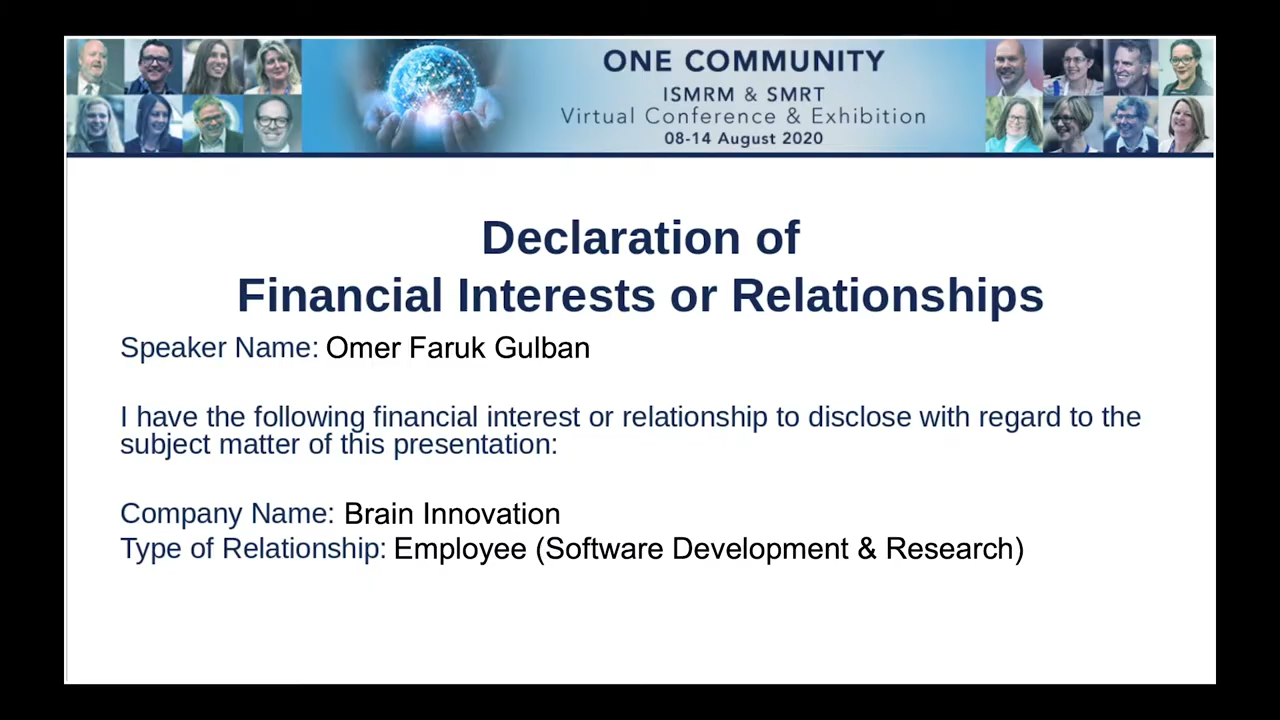 ONE COMMUNITY
ISMRM & SMRT
Virtual Conference & Exhibition
08-14 August 2020
Declaration of
Financial Interests or Relationships
Speaker Name: Omer Faruk Gulban
I have the following financial interest or relationship to disclose with regard to the
subject matter of this presentation:
Company Name: Brain Innovation
Type of Relationship: Employee (Software Development & Research)